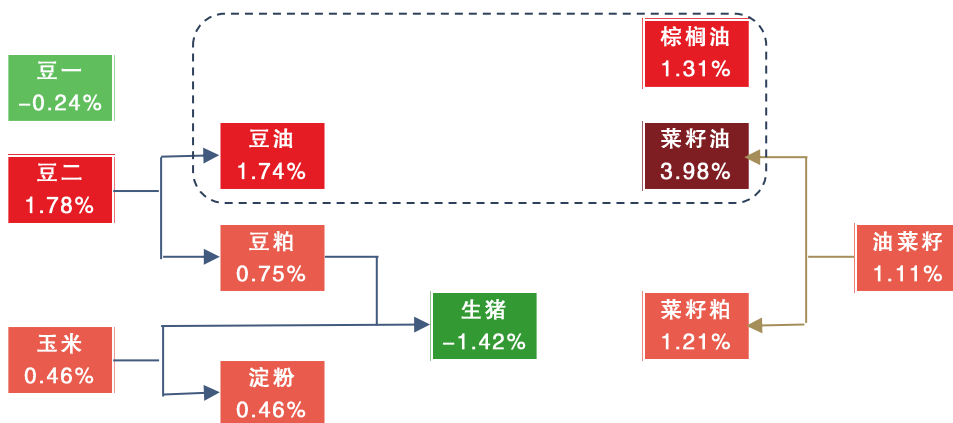 棕榈油
1.31%
豆一
-0.24%
豆油
1.74%
菜籽油
3.98%
豆二
1.78%
豆粕
0.75%
油菜籽
1.11%
生猪
-1.42%
菜籽粕
1.21%
玉米
0.46%
淀粉
0.46%